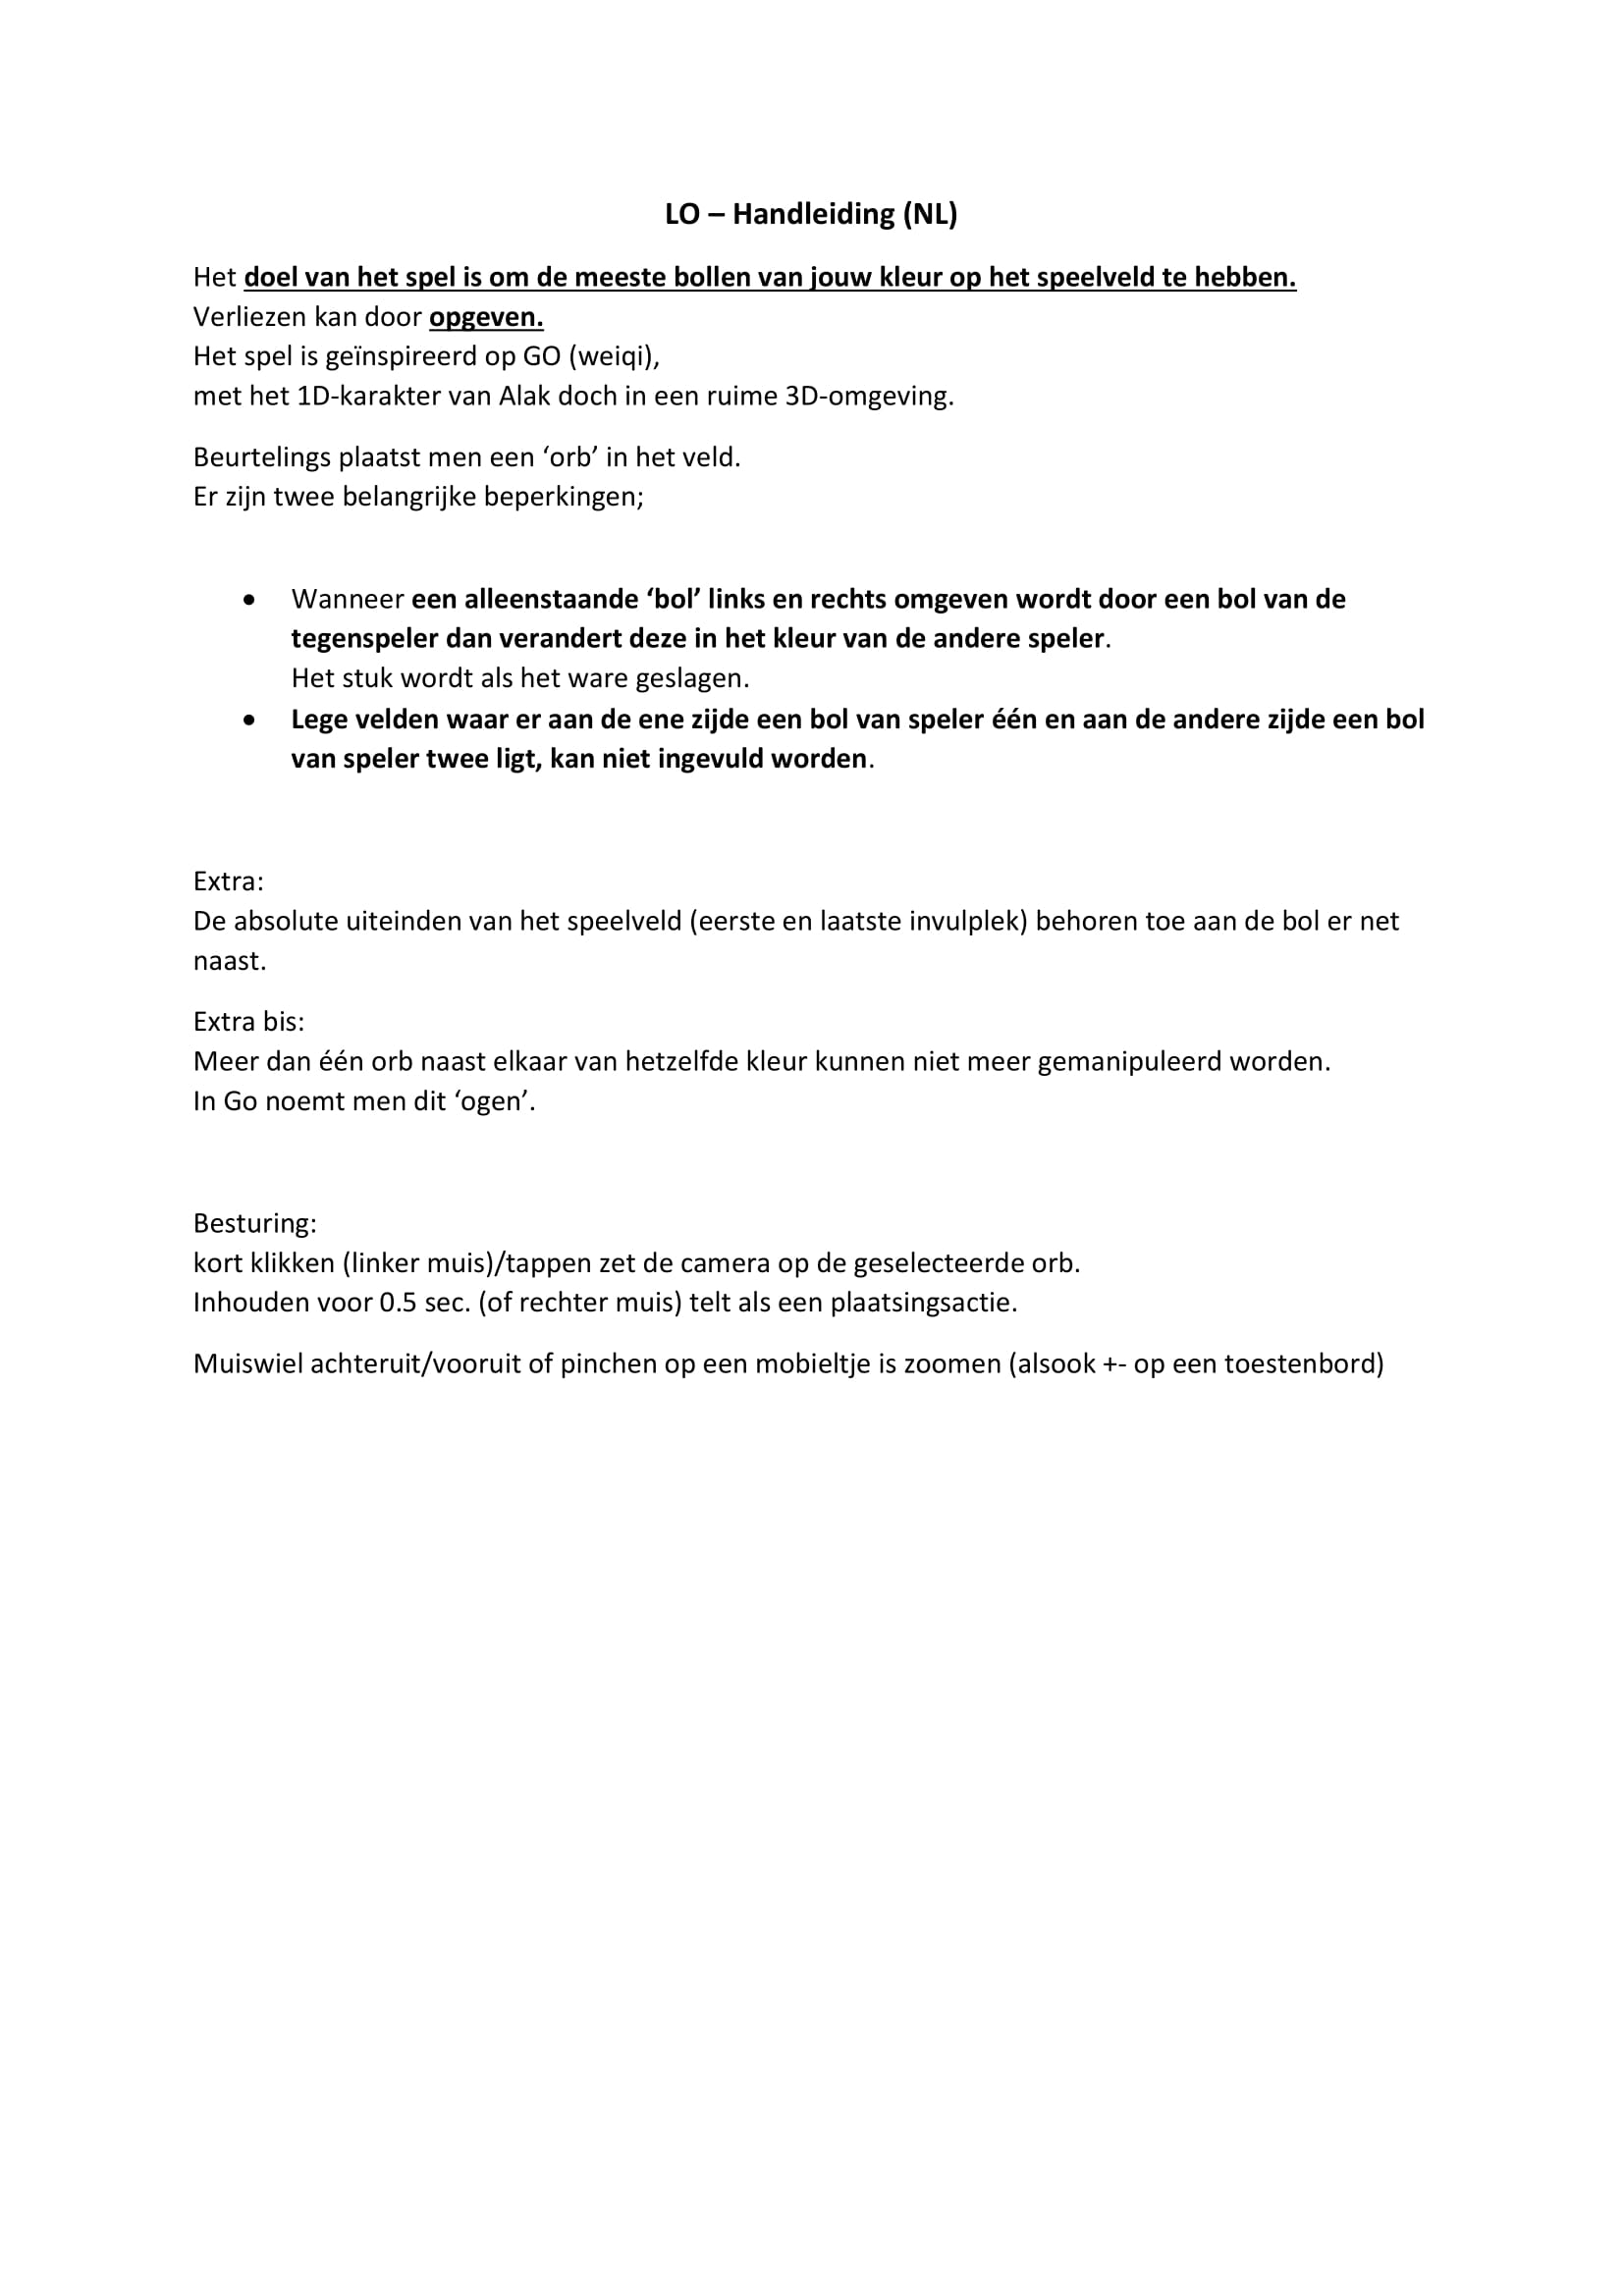 LO – Handleiding (NL)
Het doel van het spel is om de meeste bollen van jouw kleur op het speelveld te hebben.
Verliezen kan door opgeven.
Het spel is geïnspireerd op GO (weiqi),
met het 1D-karakter van Alak doch in een ruime 3D-omgeving.
Beurtelings plaatst men een ‘orb’ in het veld.
Er zijn twee belangrijke beperkingen;
• Wanneer een alleenstaande ‘bol’ links en rechts omgeven wordt door een bol van de
tegenspeler dan verandert deze in het kleur van de andere speler.
Het stuk wordt als het ware geslagen.
• Lege velden waar er aan de ene zijde een bol van speler één en aan de andere zijde een bol
van speler twee ligt, kan niet ingevuld worden.
Extra:
De absolute uiteinden van het speelveld (eerste en laatste invulplek) behoren toe aan de bol er net
naast.
Extra bis:
Meer dan één orb naast elkaar van hetzelfde kleur kunnen niet meer gemanipuleerd worden.
In Go noemt men dit ‘ogen’.
Besturing:
kort klikken (linker muis)/tappen zet de camera op de geselecteerde orb.
Inhouden voor 0.5 sec. (of rechter muis) telt als een plaatsingsactie.
Muiswiel achteruit/vooruit of pinchen op een mobieltje is zoomen (alsook +- op een toestenbord)